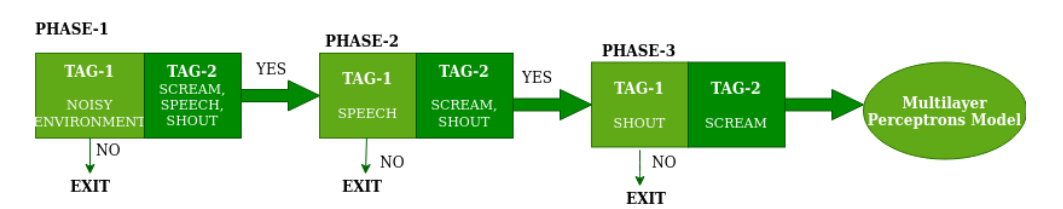 PHASE-1
TAG-1
NOISY
ENVIRONMENT
TAG-2
SCREAM,
SPEECH,
SHOUT
YES
NO
EXIT
PHASE-2
TAG-1
SPEECH
TAG-2
SCREAM,
SHOUT
YES
NO
EXIT
PHASE-3
TAG-1
SHOUT
TAG-2
SCREAM
NO
EXIT
Multilayer
Perceptrons Model